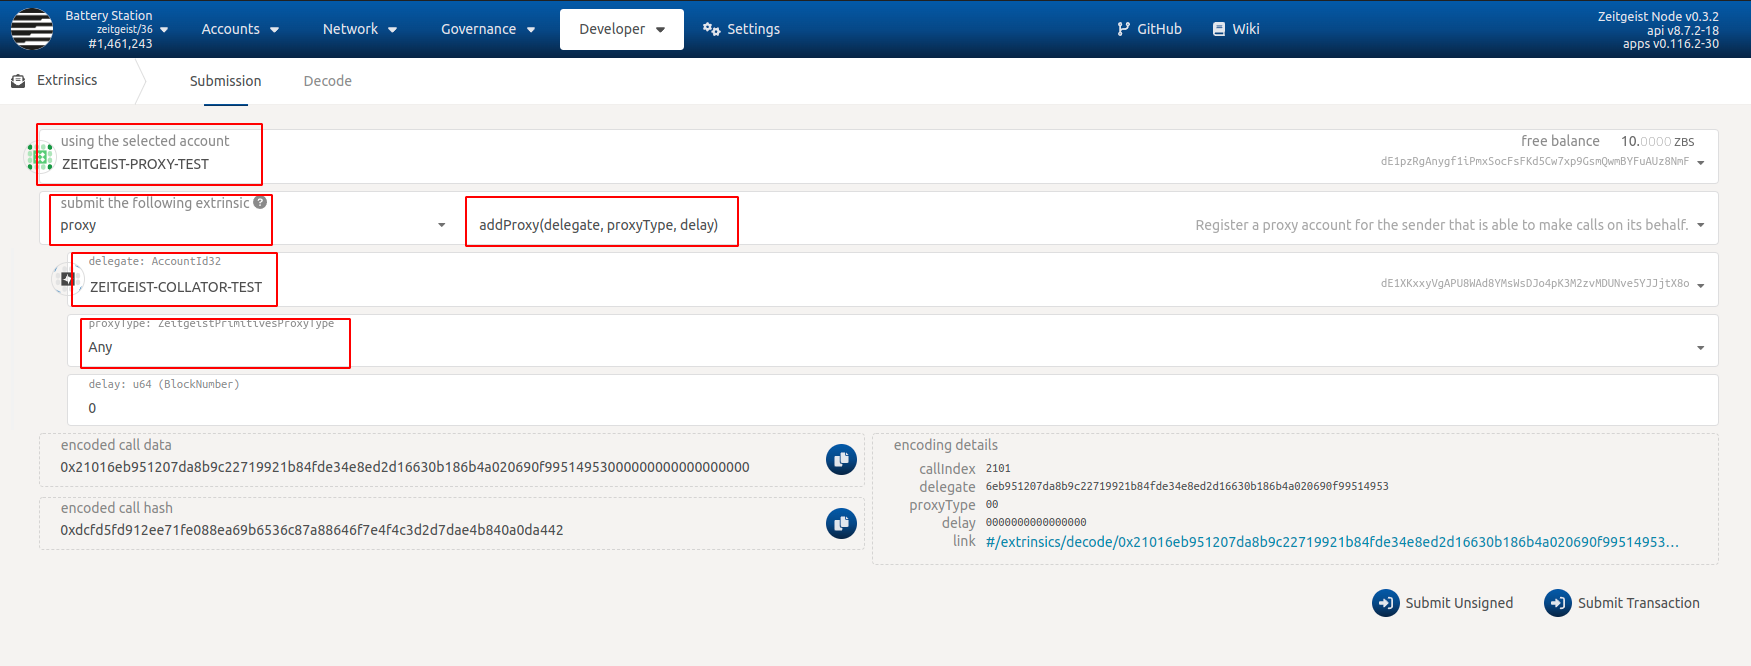 Battery Station
zeitgeist/36
#1,461,243
Accounts
Network
Governance
Developer
Settings
GitHub
Wiki
Zeitgeist Node v0.3.2
api v8.7.2-18
apps v0.116.2-30
Extrinsics
Submission
Decode
using the selected account
ZEITGEIST-PROXY-TEST
free balance 10.0000 ZBS
dE1pzRgAnygf1iPmxSocFsFKd5Cw7xp9GsmQwmBYFuAUz8NmF
submit the following extrinsic ?
proxy
addProxy(delegate, proxyType, delay)
Register a proxy account for the sender that is able to make calls on its behalf.
delegate: AccountId32
ZEITGEIST-COLLATOR-TEST
dE1XKxxyVgAPU8WAd8YMsWsDJo4pK3M2zvMDUNve5YJJjtX8o
proxyType: ZeitgeistPrimitivesProxyType
Any
delay: u64 (BlockNumber)
0
encoded call data
0x21016eb951207da8b9c22719921b84fde34e8ed2d16630b186b4a020690f99514953000000000000000000
encoded call hash
0xdcfd5fd912ee71fe088ea69b6536c87a88646f7e4f4c3d2d7dae4b840a0da442
encoding details
callIndex 2101
delegate 6eb951207da8b9c22719921b84fde34e8ed2d16630b186b4a020690f99514953
proxyType 00
delay 0000000000000000
link #/extrinsics/decode/0x21016eb951207da8b9c22719921b84fde34e8ed2d16630b186b4a020690f99514953...
Submit Unsigned
Submit Transaction